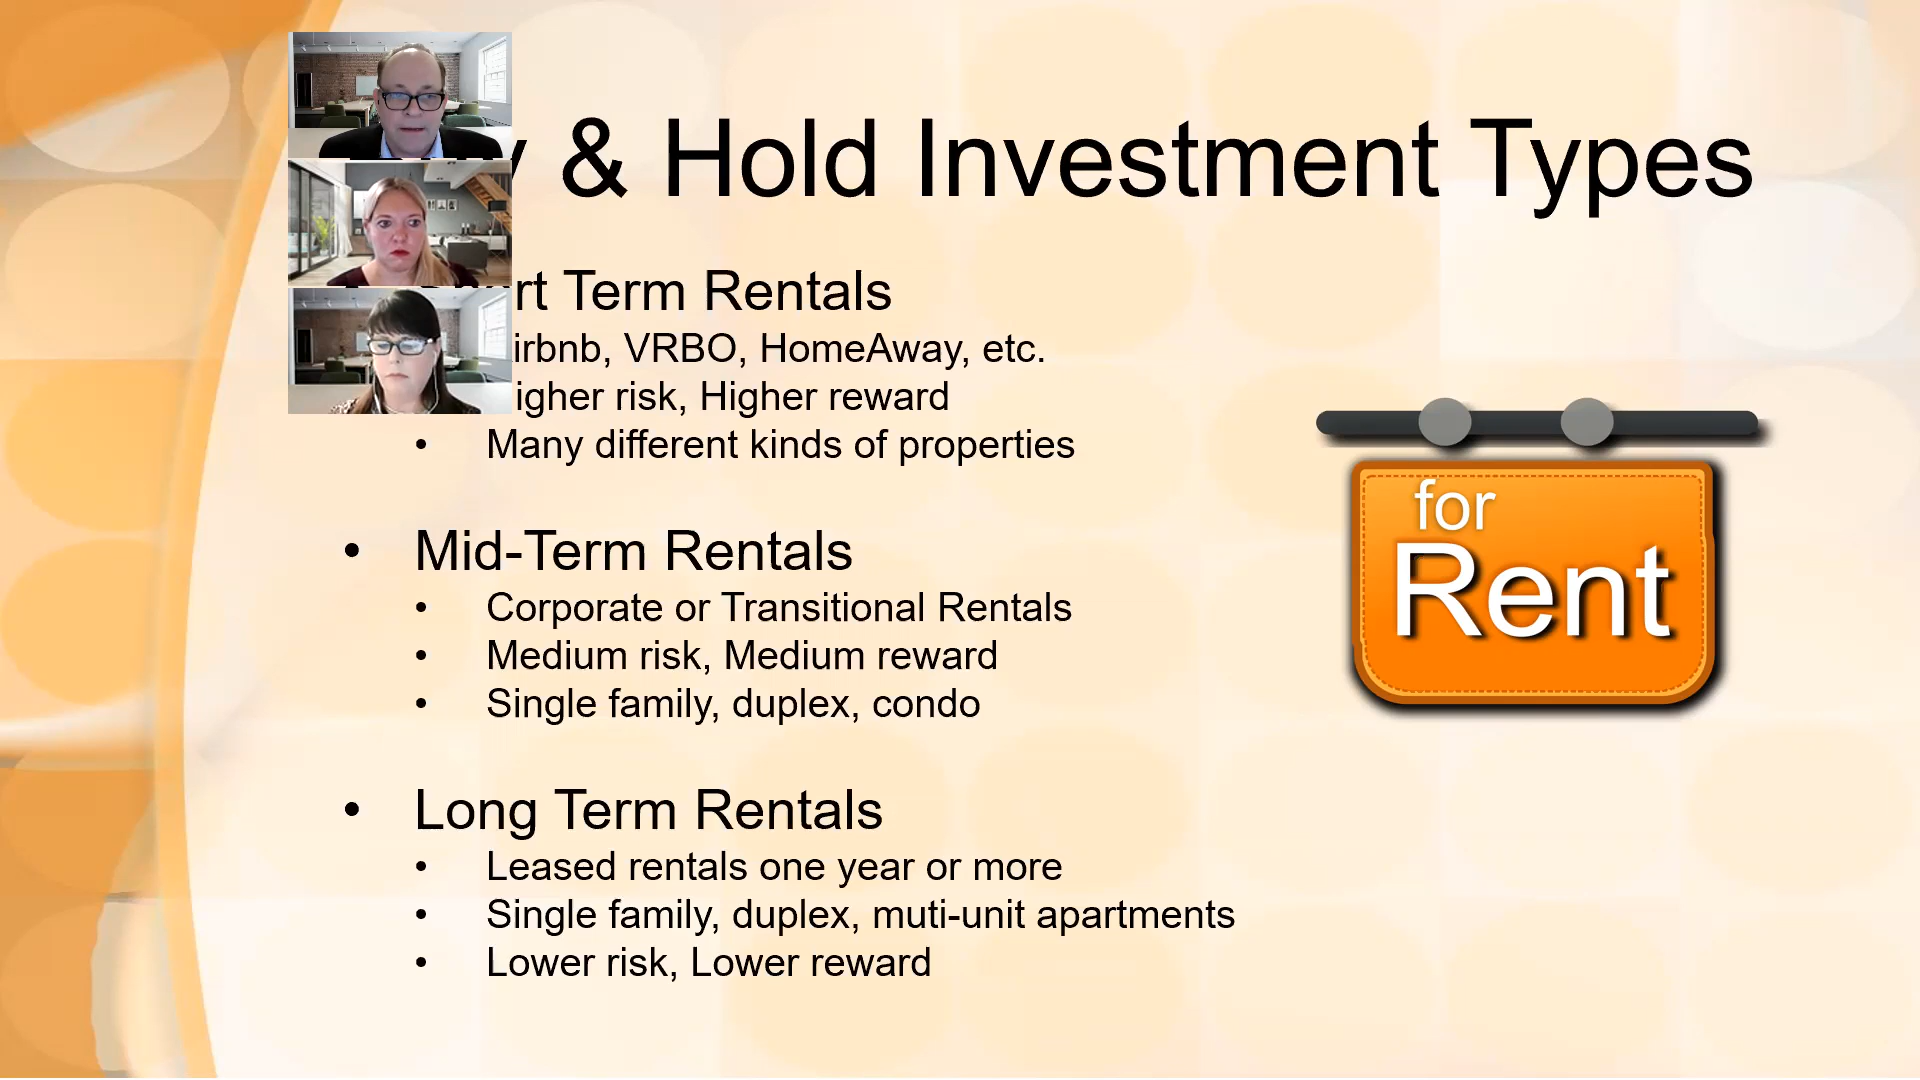 & Hold Investment Types
rt Term Rentals
irbnb, VRBO, HomeAway, etc.
igher risk, Higher reward
• Many different kinds of properties
• Mid-Term Rentals
• Corporate or Transitional Rentals
• Medium risk, Medium reward
• Single family, duplex, condo
• Long Term Rentals
• Leased rentals one year or more
• Single family, duplex, muti-unit apartments
• Lower risk, Lower reward
for
Rent